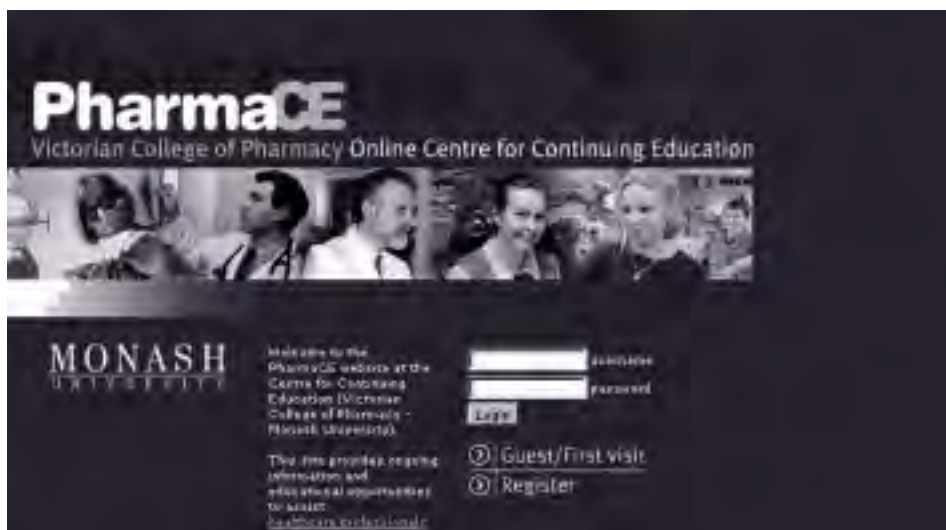 PharmaCE
Victorian College of Pharmacy Online Centre for Continuing Education
MONASH
UNIVERSITY
Welcome to the
PharmaCE website at the
Centre for Continuing
Education (Victorian
College of Pharmacy -
Monash University).
This site provides ongoing
information and
educational opportunities
to assist
healthcare professionals
username
password
Login
Guest/First visit
Register